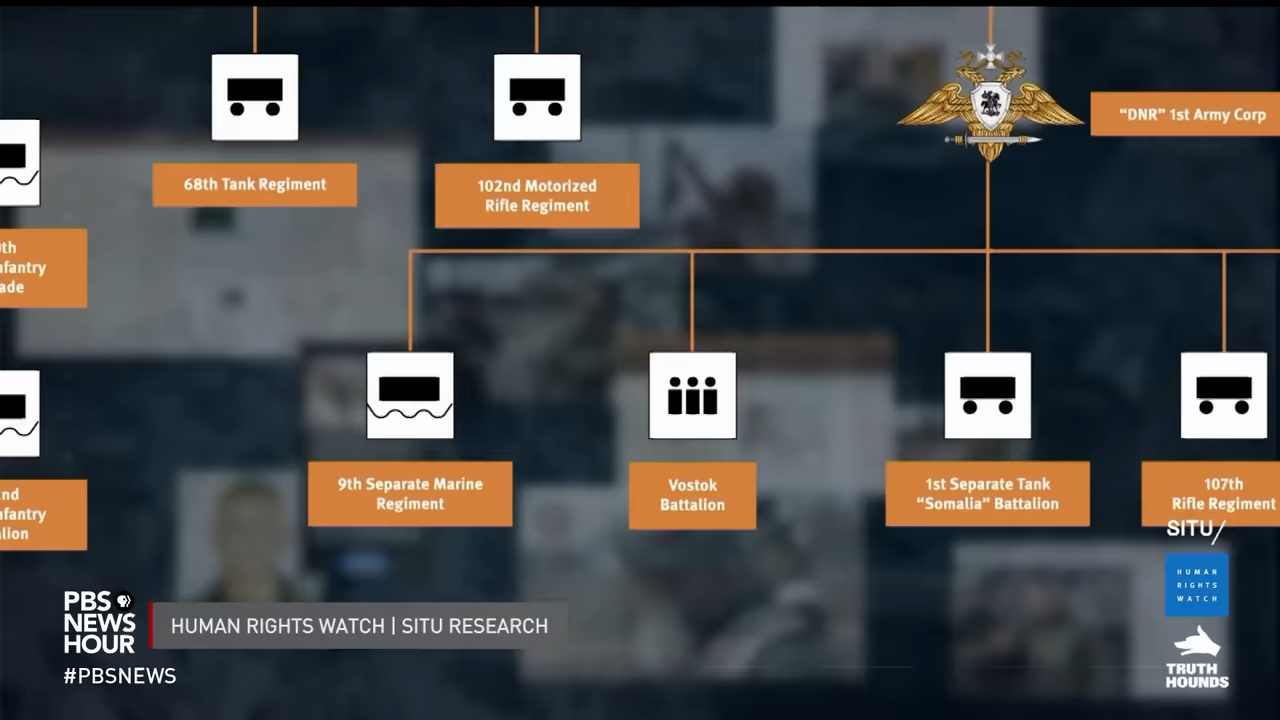 "DNR" 1st Army Corp
68th Tank Regiment
102nd Motorized
Rifle Regiment
9th Separate Marine
Regiment
Vostok
Battalion
1st Separate Tank
“Somalia” Battalion
107th
Rifle Regiment
SITU/
HUMAN
RIGHTS
WATCH
TRUTH
HOUNDS
PBS
NEWS
HOUR
HUMAN RIGHTS WATCH | SITU RESEARCH
#PBSNEWS